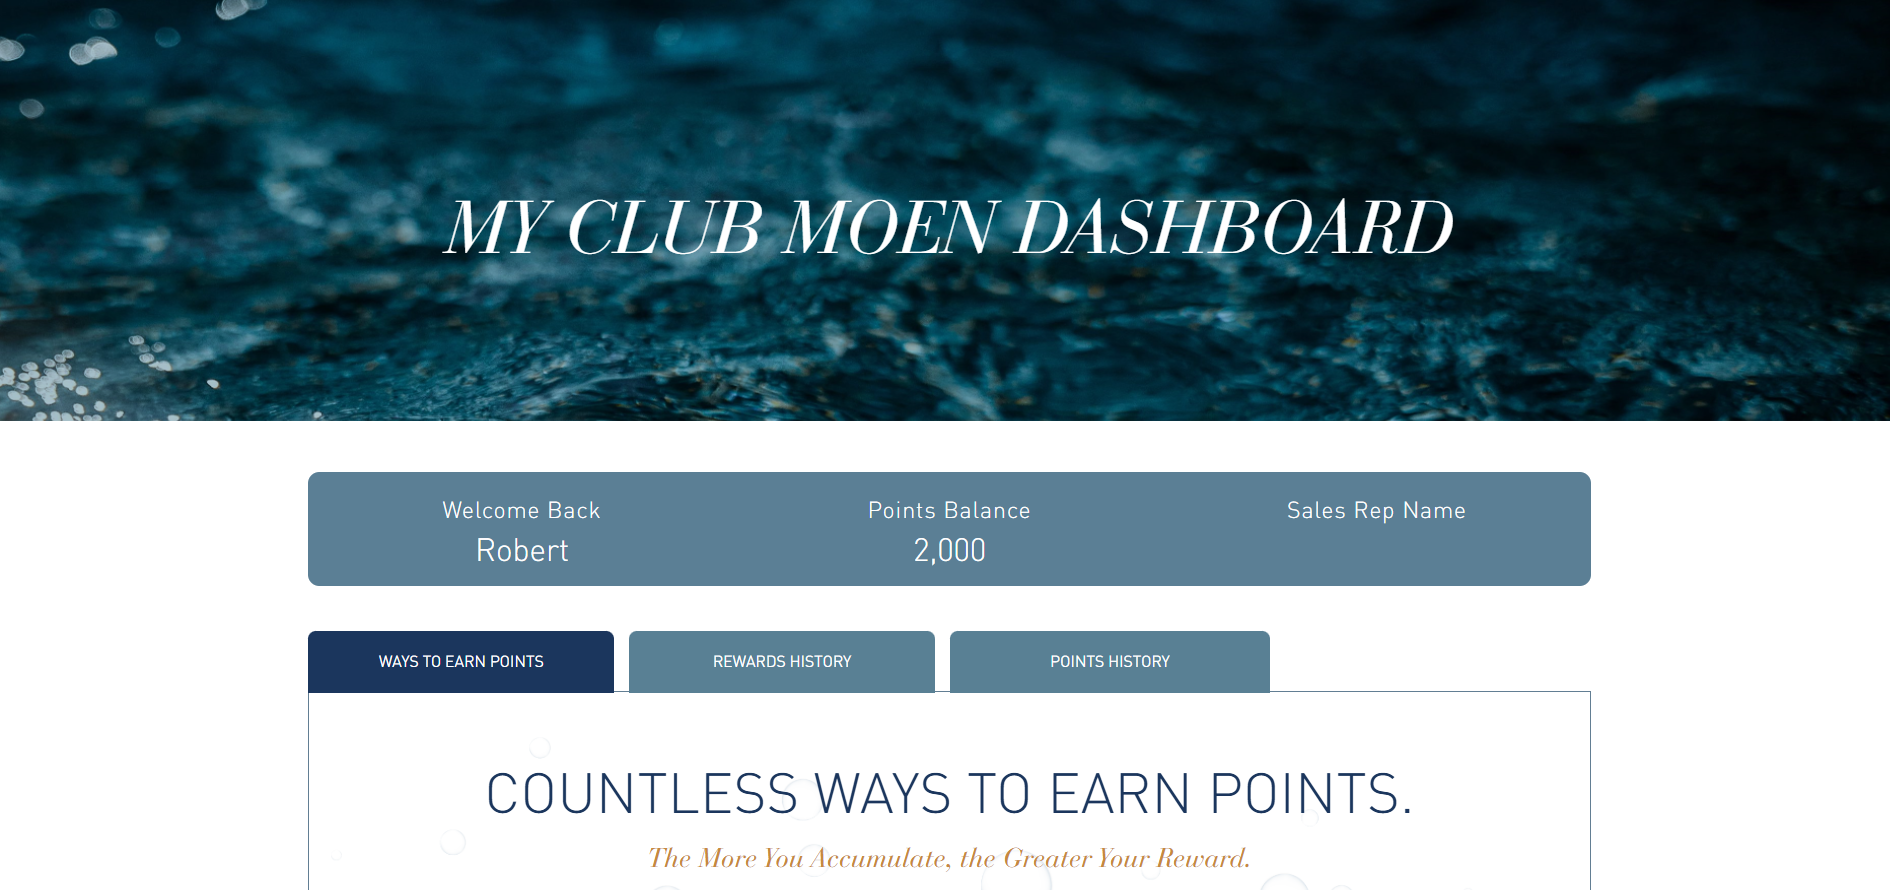 MY CLUB MOEN DASHBOARD
Welcome Back
Robert
Points Balance
2,000
Sales Rep Name
WAYS TO EARN POINTS
REWARDS HISTORY
POINTS HISTORY
COUNTLESS WAYS TO EARN POINTS.
The More You Accumulate, the Greater Your Reward.